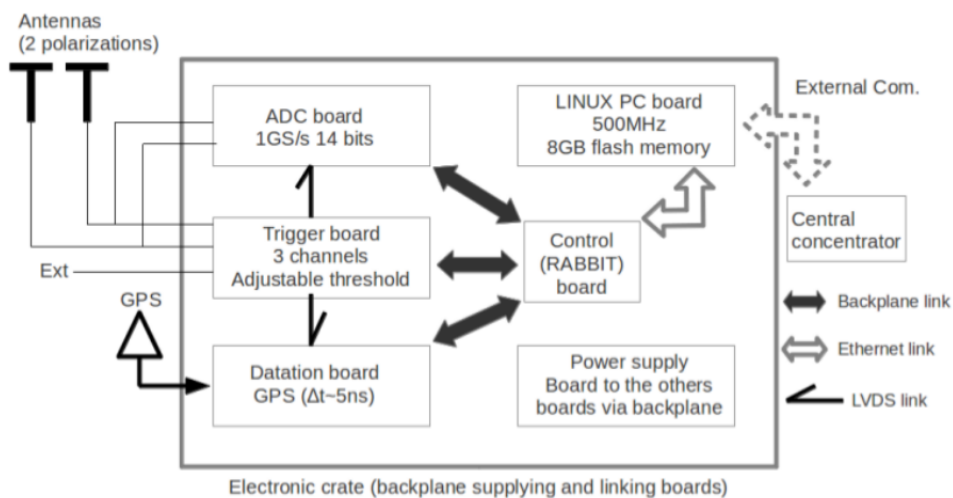 Antennas
(2 polarizations)
ADC board
1GS/s 14 bits
LINUX PC board
500MHz
8GB flash memory
External Com.
Trigger board
3 channels
Adjustable threshold
Control
(RABBIT)
board
Central
concentrator
Ext
GPS
Backplane link
Ethernet link
LVDS link
Datation board
GPS (Δt~5ns)
Power supply
Board to the others
boards via backplane
Electronic crate (backplane supplying and linking boards)